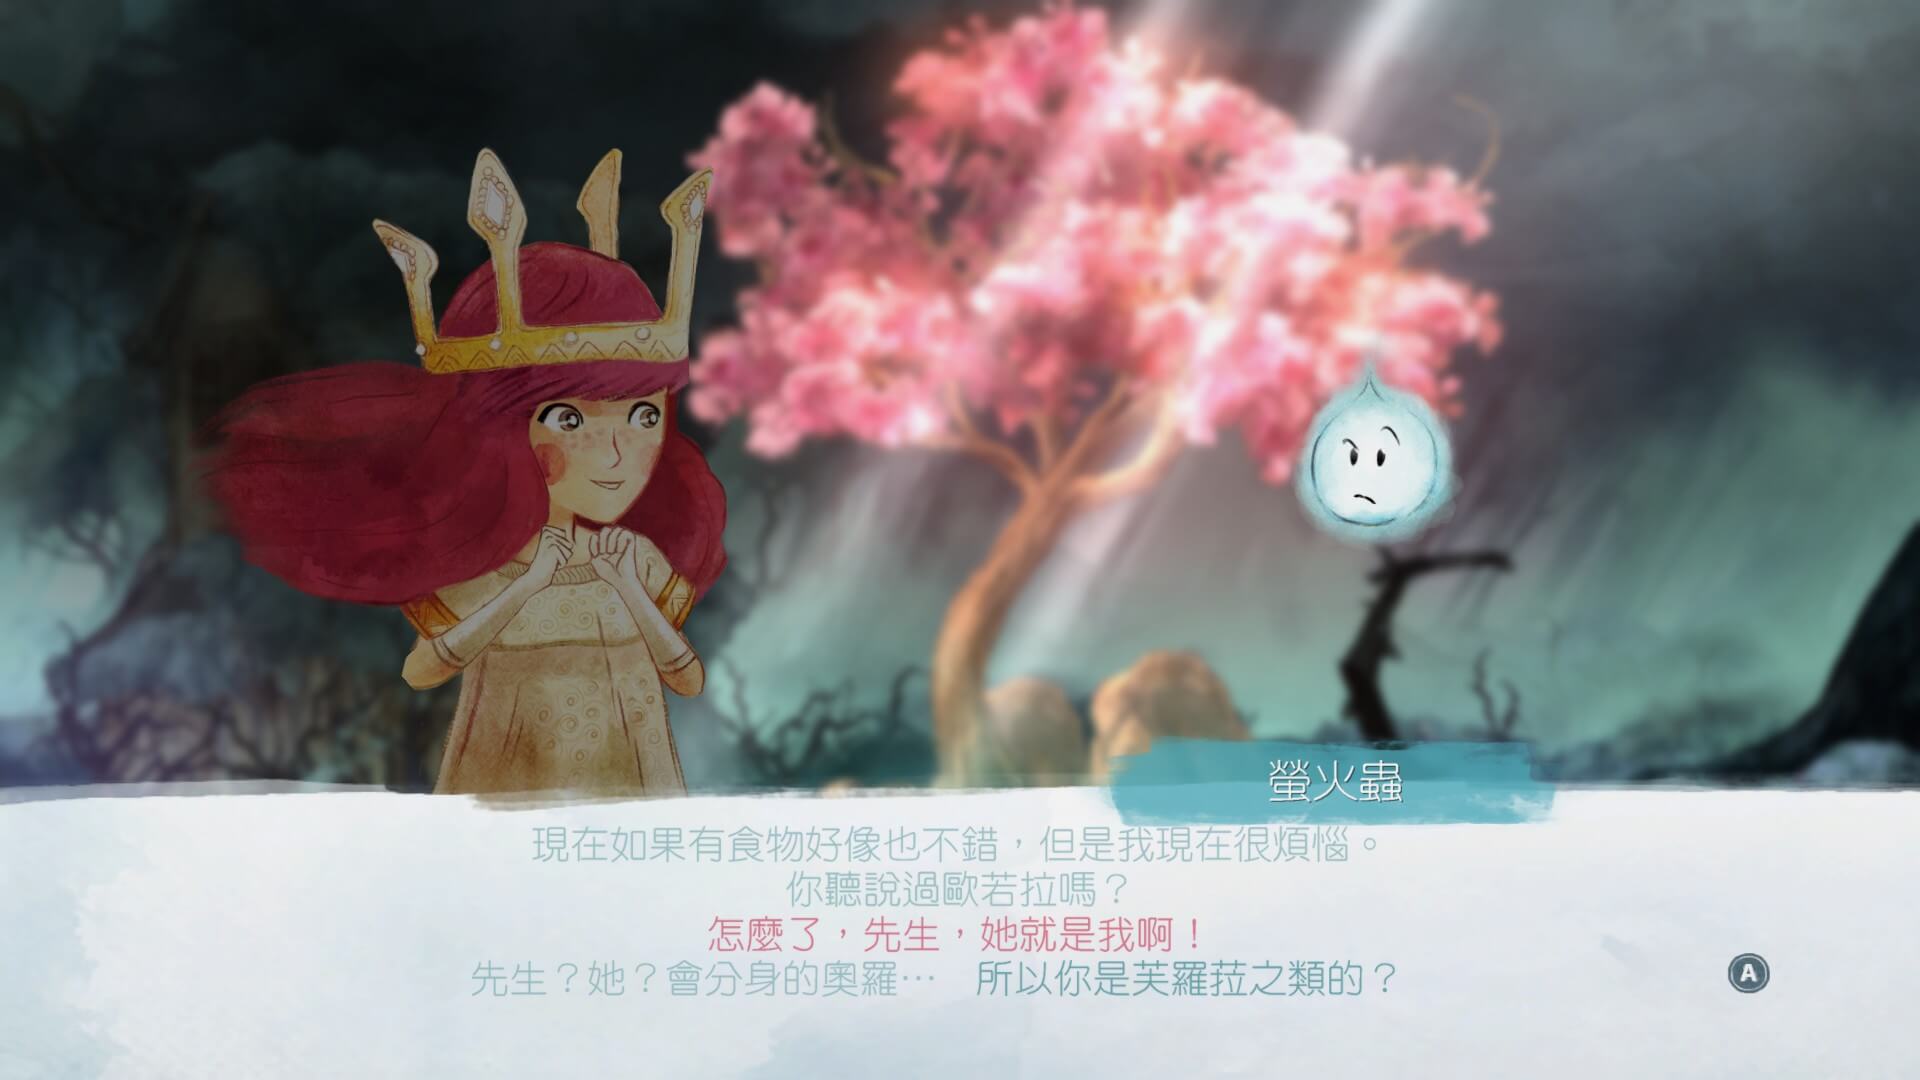 螢火蟲
現在如果有食物好像也不錯，但是我現在很煩惱。
你聽說過歐若拉嗎？
怎麼了，先生，她就是我啊！
先生？她？會分身的奧羅…　所以你是芙羅菈之類的？
A